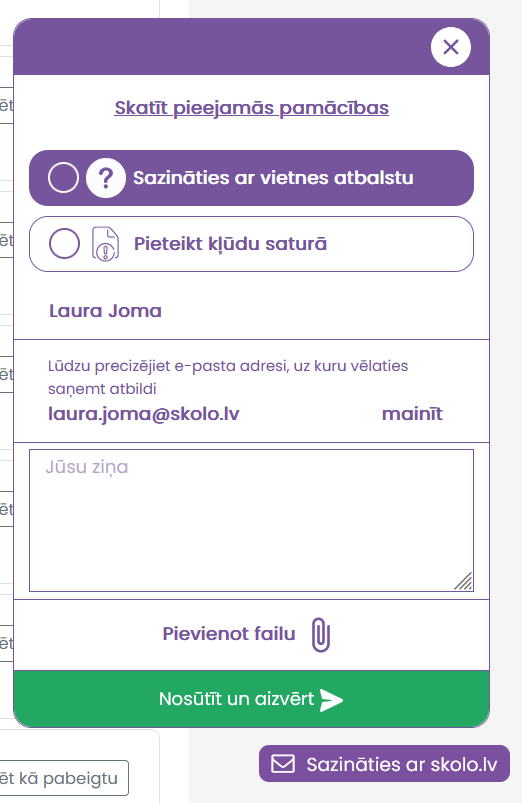 Skatīt pieejamās pamācības
? Sazināties ar vietnes atbalstu
Pieteikt kļūdu saturā
Laura Joma
Lūdzu precizējiet e-pasta adresi, uz kuru vēlaties
saņemt atbildi
laura.joma@skolo.lv mainīt
Jūsu ziņa
Pievienot failu
Nosūtīt un aizvērt
Sazināties ar skolo.lv
ēt kā pabeigtu